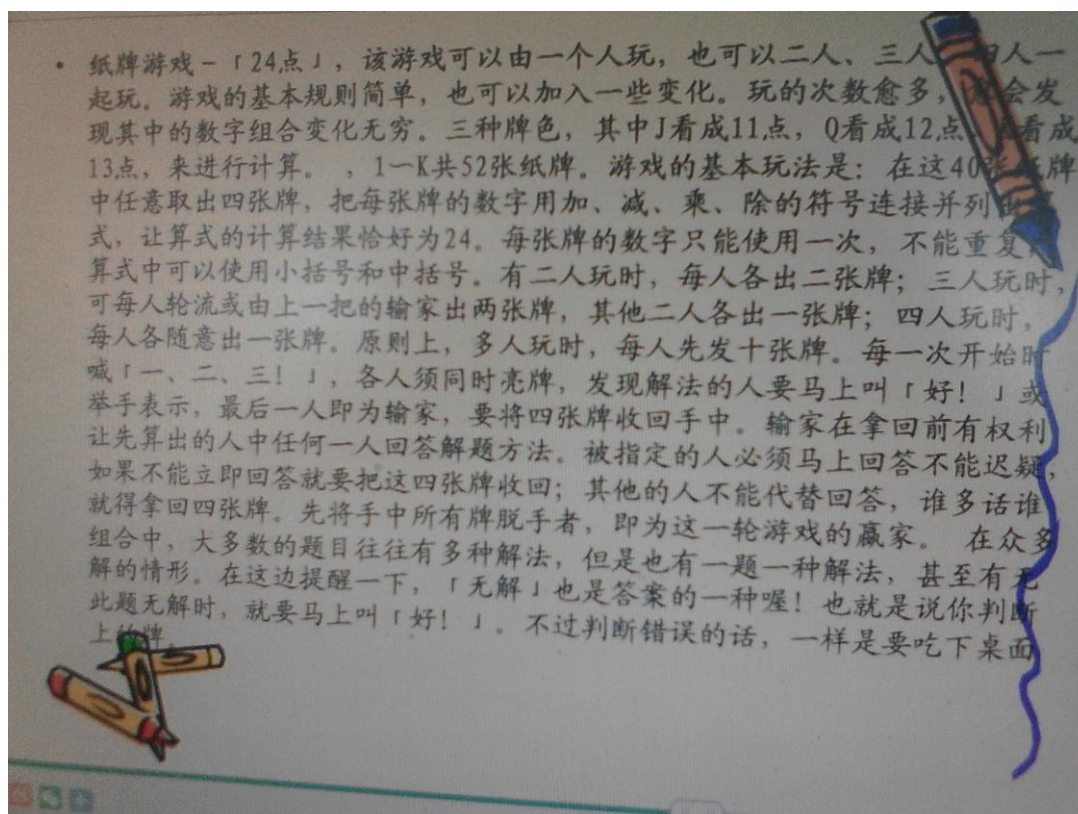 • 纸牌游戏－「24点」，该游戏可以由一个人玩，也可以二人、三人、四人一
起玩。游戏的基本规则简单，也可以加入一些变化。玩的次数愈多，会发
现其中的数字组合变化无穷。三种牌色，其中J看成11点，Q看成12点、K看成
13点，来进行计算。 ，1～K共52张纸牌。游戏的基本玩法是：在这40张纸牌
中任意取出四张牌，把每张牌的数字用加、减、乘、除的符号连接并列
式，让算式的计算结果恰好为24。每张牌的数字只能使用一次，不能重复，
算式中可以使用小括号和中括号。有二人玩时，每人各出二张牌；三人玩时，
可每人轮流或由上一把的输家出两张牌，其他二人各出一张牌；四人玩时，
每人各随意出一张牌。原则上，多人玩时，每人先发十张牌。每一次开始时
喊「一、二、三！」，各人须同时亮牌，发现解法的人要马上叫「好！」或
举手表示，最后一人即为输家，要将四张牌收回手中。输家在拿回前有权利
让先算出的人中任何一人回答解题方法。被指定的人必须马上回答不能迟疑，
如果不能立即回答就要把这四张牌收回；其他的人不能代替回答，谁多话谁
就得拿回四张牌。先将手中所有牌脱手者，即为这一轮游戏的赢家。 在众多
组合中，大多数的题目往往有多种解法，但是也有一题一种解法，甚至有无
解的情形。在这边提醒一下，「无解」也是答案的一种喔！也就是说你判断
此题无解时，就要马上叫「好！」。不过判断错误的话，一样是要吃下桌面
上的牌。